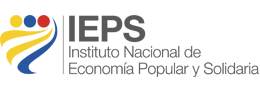 IEPS
Instituto Nacional de
Economía Popular y Solidaria